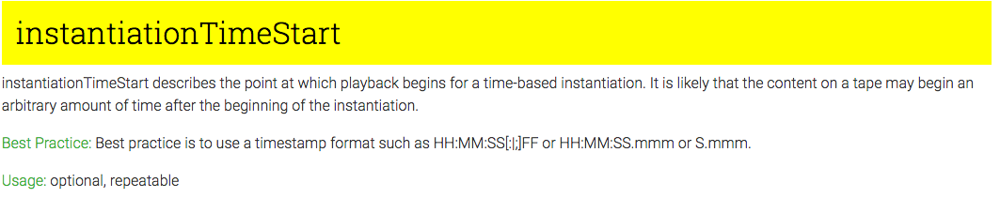 instantiationTimeStart
instantiationTimeStart describes the point at which playback begins for a time-based instantiation. It is likely that the content on a tape may begin an
arbitrary amount of time after the beginning of the instantiation.
Best Practice: Best practice is to use a timestamp format such as HH:MM:SS[:|;]FF or HH:MM:SS.mmm or S.mmm.
Usage: optional, repeatable